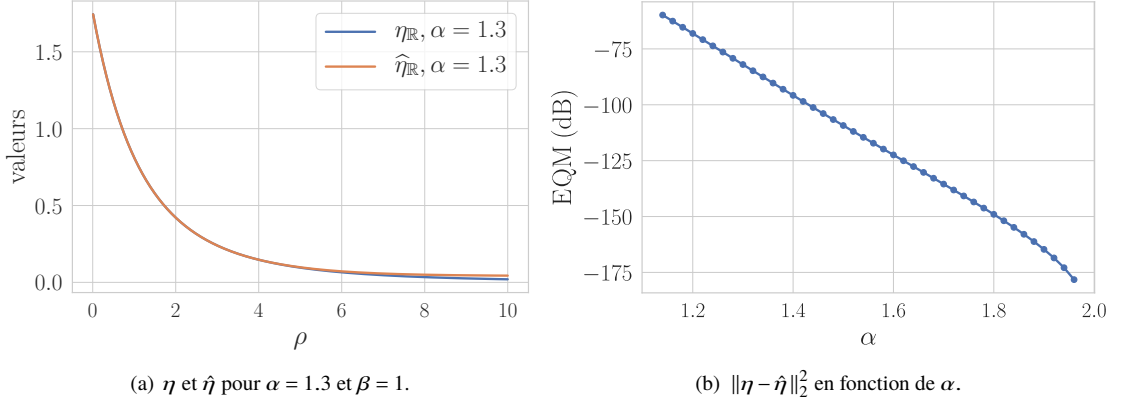 1.5
1.0
0.5
0.0
valeurs
0 2 4 6 8 10
ρ
η_ℝ, α = 1.3
η̂_ℝ, α = 1.3
(a) η et η̂ pour α = 1.3 et β = 1.
−75
−100
−125
−150
−175
EQM (dB)
1.2 1.4 1.6 1.8 2.0
α
(b) ‖η – η̂‖₂² en fonction de α.